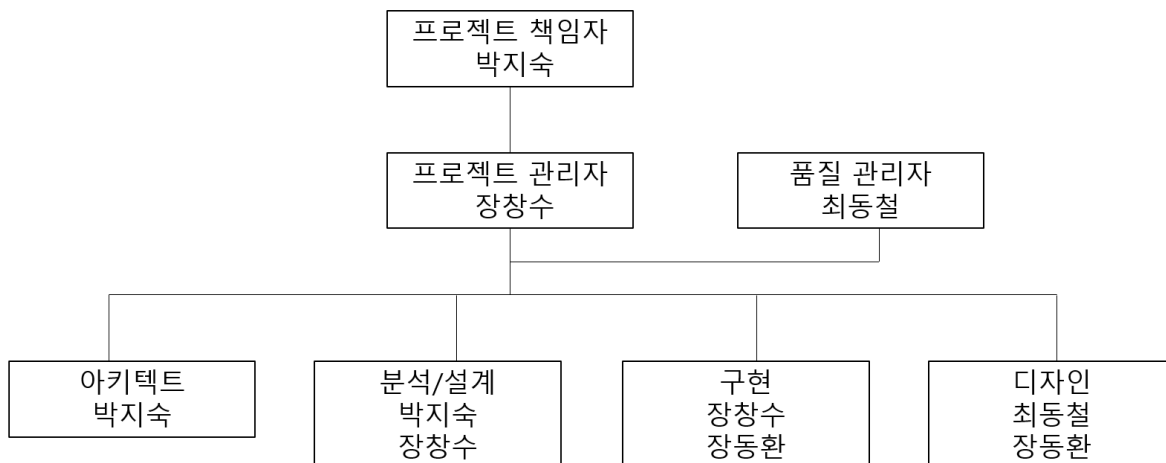 프로젝트 책임자
박지숙
프로젝트 관리자
장창수
품질 관리자
최동철
아키텍트
박지숙
분석/설계
박지숙
장창수
구현
장창수
장동환
디자인
최동철
장동환